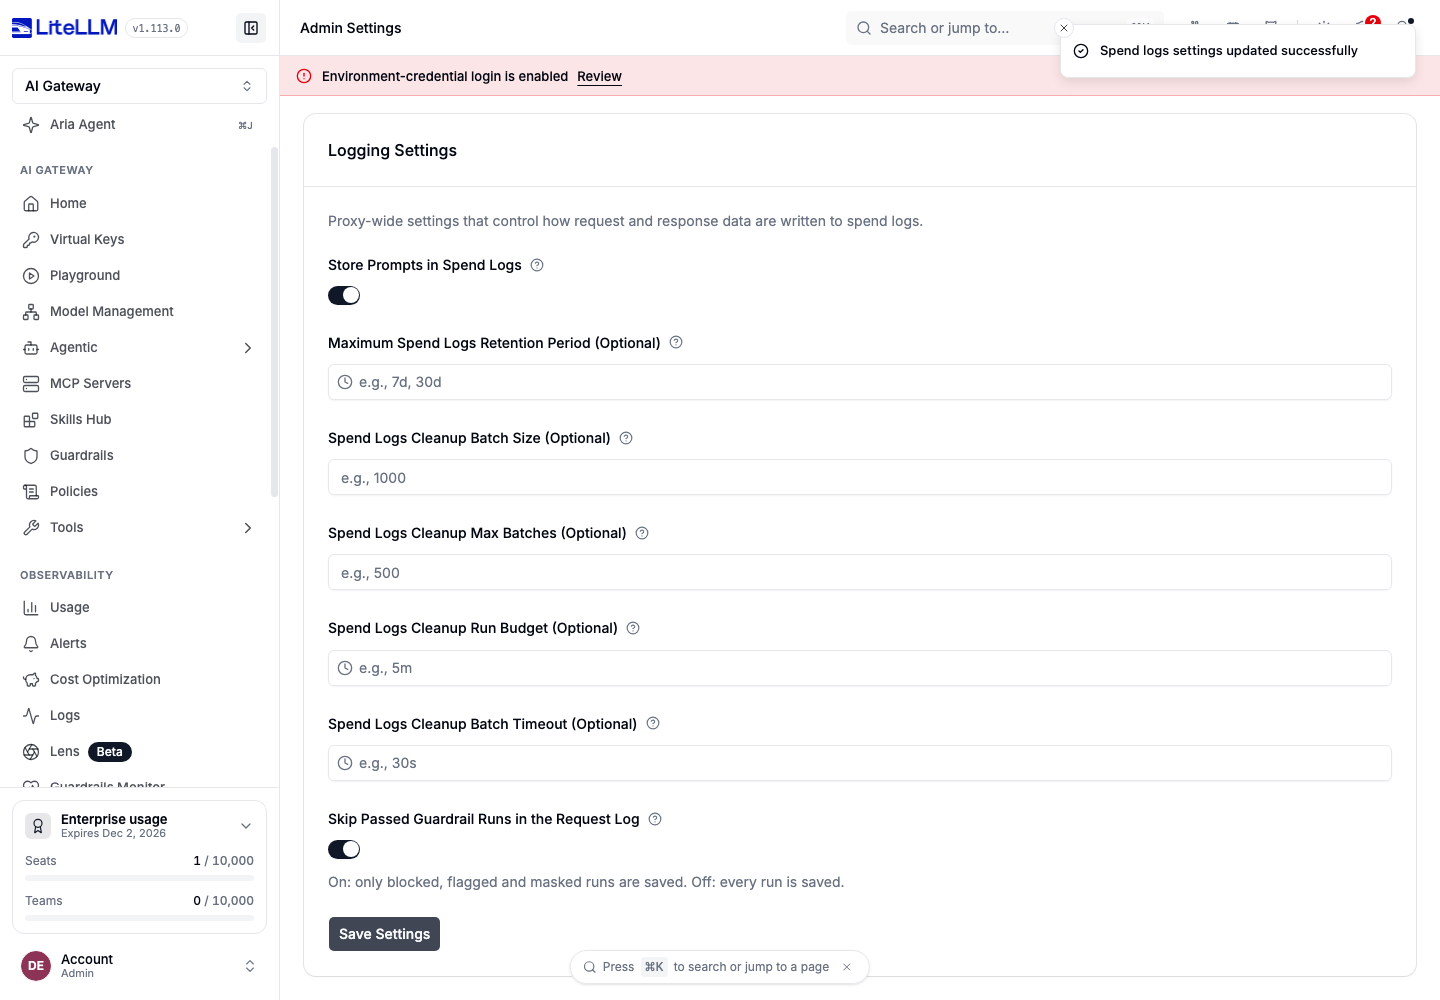 LiteLLM
v1.113.0
Admin Settings
Search or jump to...
2
Spend logs settings updated successfully
AI Gateway
Environment-credential login is enabled Review
Aria Agent ⌘J
AI GATEWAY
Home
Virtual Keys
Playground
Model Management
Agentic
MCP Servers
Skills Hub
Guardrails
Policies
Tools
OBSERVABILITY
Usage
Alerts
Cost Optimization
Logs
Lens Beta
Guardrails Monitor
Enterprise usage
Expires Dec 2, 2026
Seats 1 / 10,000
Teams 0 / 10,000
DE
Account
Admin
Logging Settings
Proxy-wide settings that control how request and response data are written to spend logs.
Store Prompts in Spend Logs
Maximum Spend Logs Retention Period (Optional)
e.g., 7d, 30d
Spend Logs Cleanup Batch Size (Optional)
e.g., 1000
Spend Logs Cleanup Max Batches (Optional)
e.g., 500
Spend Logs Cleanup Run Budget (Optional)
e.g., 5m
Spend Logs Cleanup Batch Timeout (Optional)
e.g., 30s
Skip Passed Guardrail Runs in the Request Log
On: only blocked, flagged and masked runs are saved. Off: every run is saved.
Save Settings
Press ⌘K to search or jump to a page